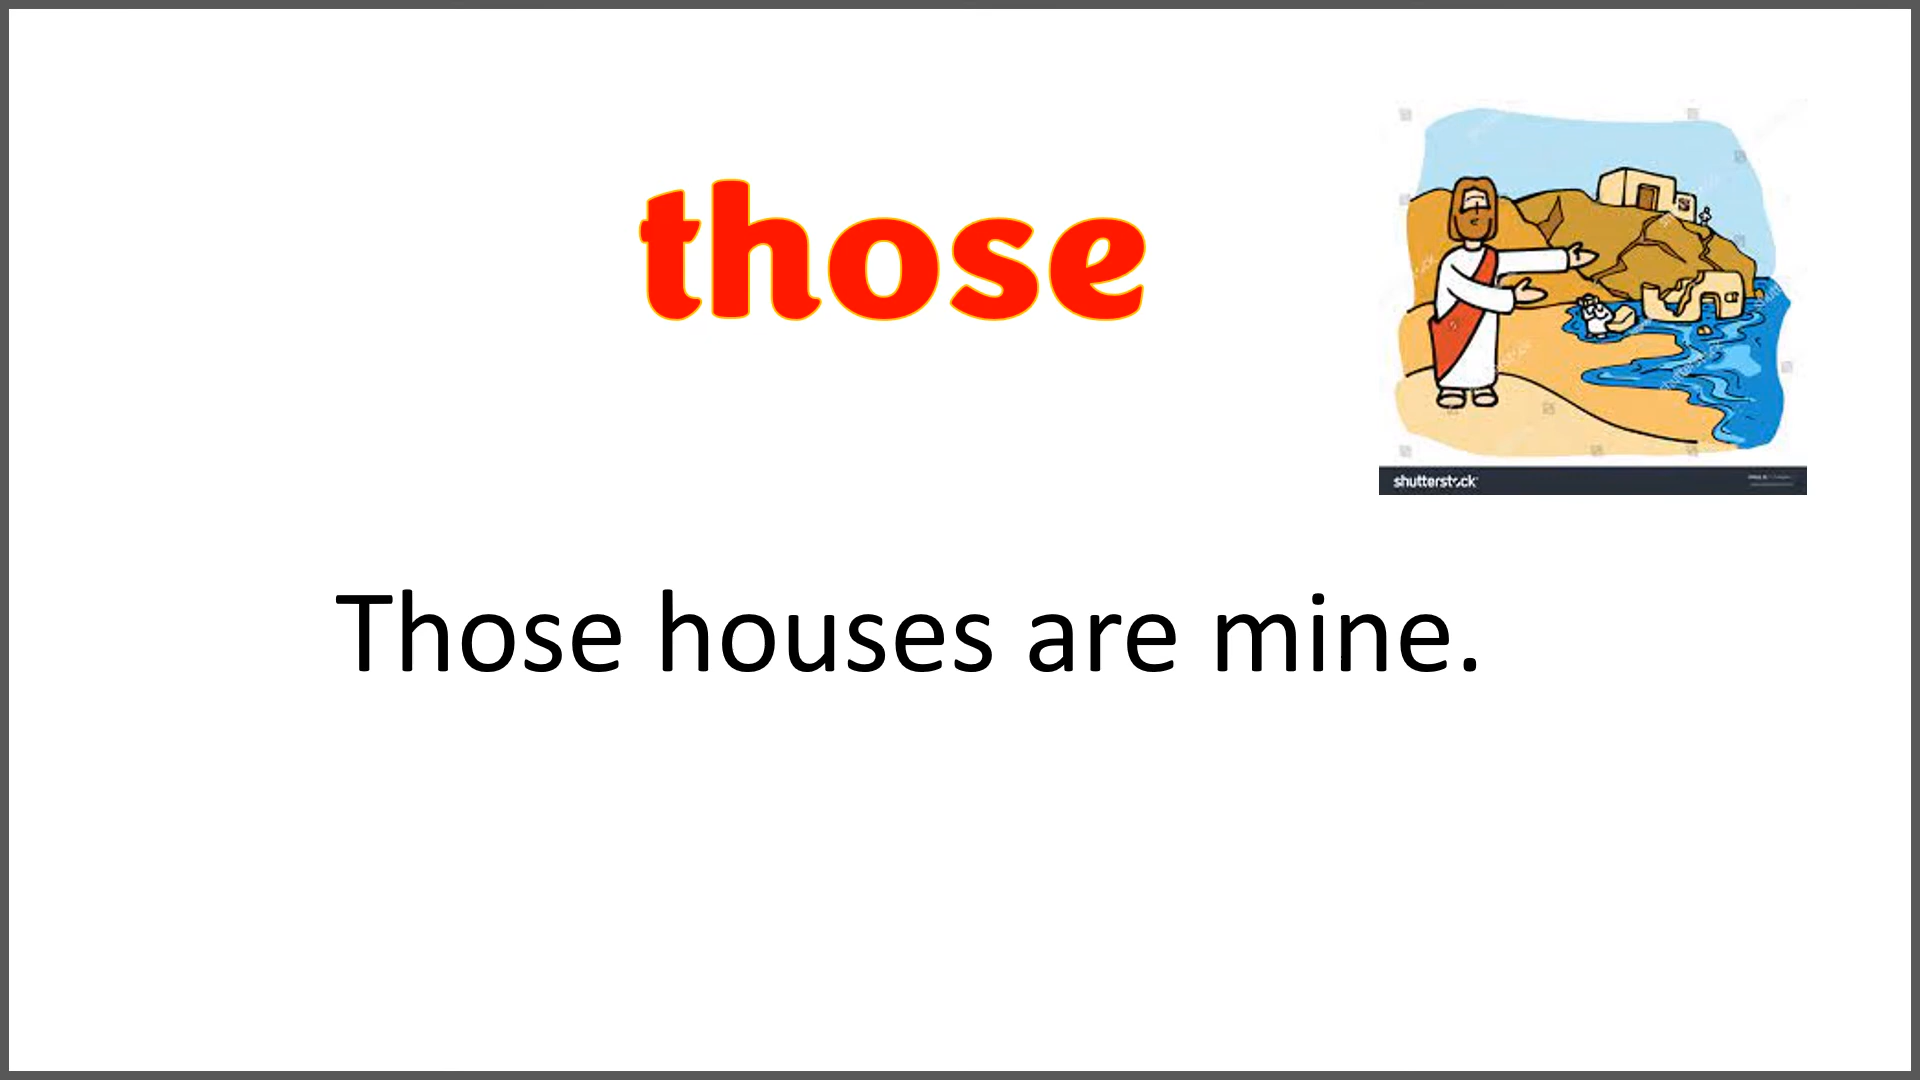 those
shutterstock
Those houses are mine.